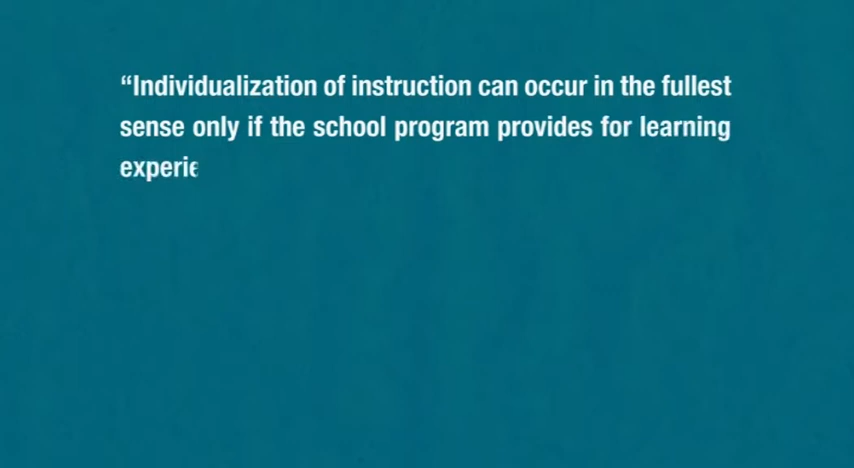 “Individualization of instruction can occur in the fullest
sense only if the school program provides for learning
experie